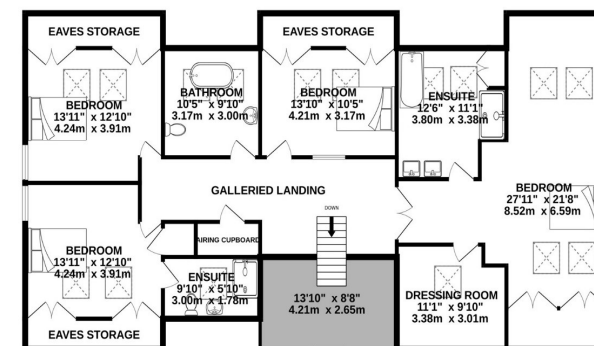 EAVES STORAGE
EAVES STORAGE
BEDROOM
13'11" x 12'10"
4.24m x 3.91m
BATHROOM
10'5" x 9'10"
3.17m x 3.00m
BEDROOM
13'10" x 10'5"
4.21m x 3.17m
ENSUITE
12'6" x 11'1"
3.80m x 3.38m
GALLERIED LANDING
BEDROOM
27'11" x 21'8"
8.52m x 6.59m
DOWN
AIRING CUPBOARD
BEDROOM
13'11" x 12'10"
4.24m x 3.91m
ENSUITE
9'10" x 5'10"
3.00m x 1.78m
13'10" x 8'8"
4.21m x 2.65m
DRESSING ROOM
11'1" x 9'10"
3.38m x 3.01m
EAVES STORAGE